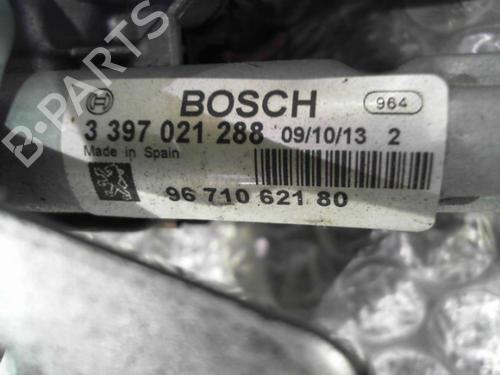 BOSCH 964
3 397 021 288 09/10/13 2
Made in Spain
96 710 621 80
B-PARTS